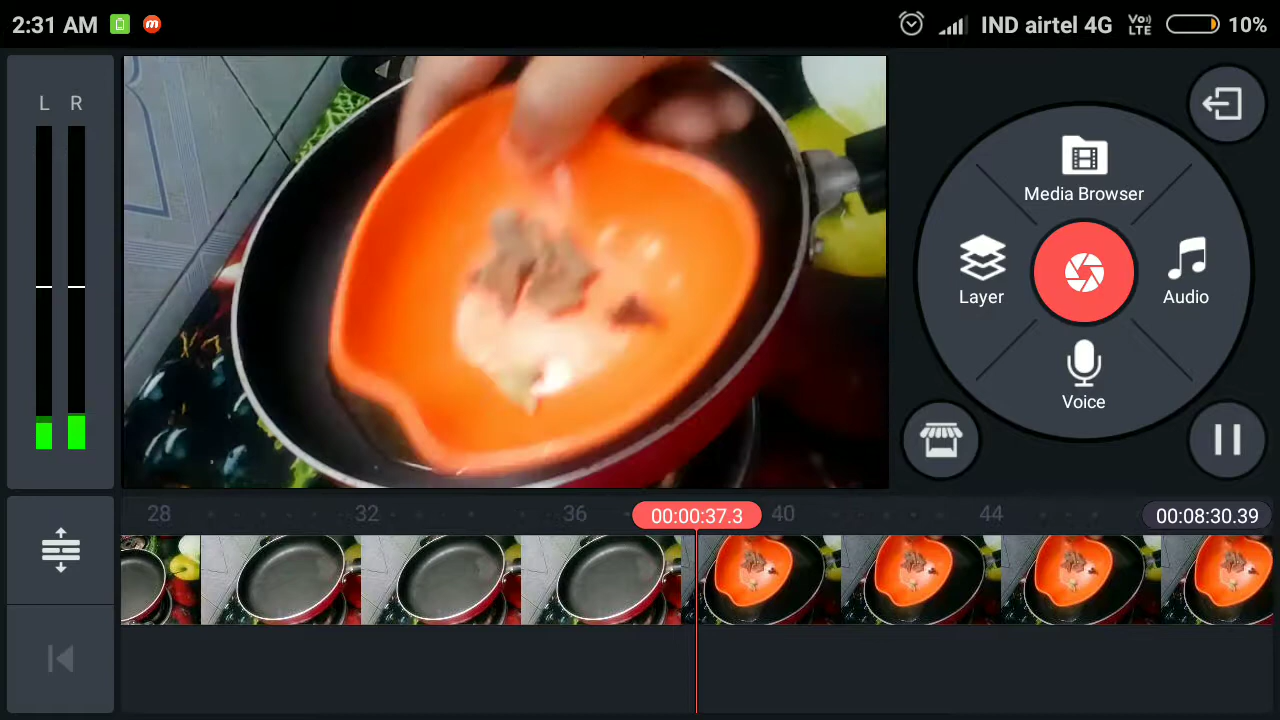 2:31 AM IND airtel 4G Vo)) LTE 10%
L R
Media Browser
Layer
Audio
Voice
28 32 36 00:00:37.3 40 44 00:08:30.39